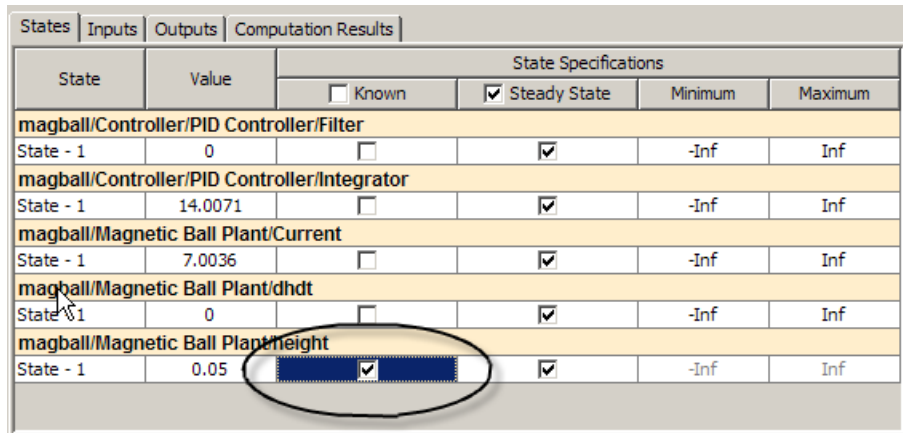 States Inputs Outputs Computation Results
State Value State Specifications
Known Steady State Minimum Maximum
magball/Controller/PID Controller/Filter
State - 1 0 -Inf Inf
magball/Controller/PID Controller/Integrator
State - 1 14.0071 -Inf Inf
magball/Magnetic Ball Plant/Current
State - 1 7.0036 -Inf Inf
magball/Magnetic Ball Plant/dhdt
State - 1 0 -Inf Inf
magball/Magnetic Ball Plant/height
State - 1 0.05 -Inf Inf